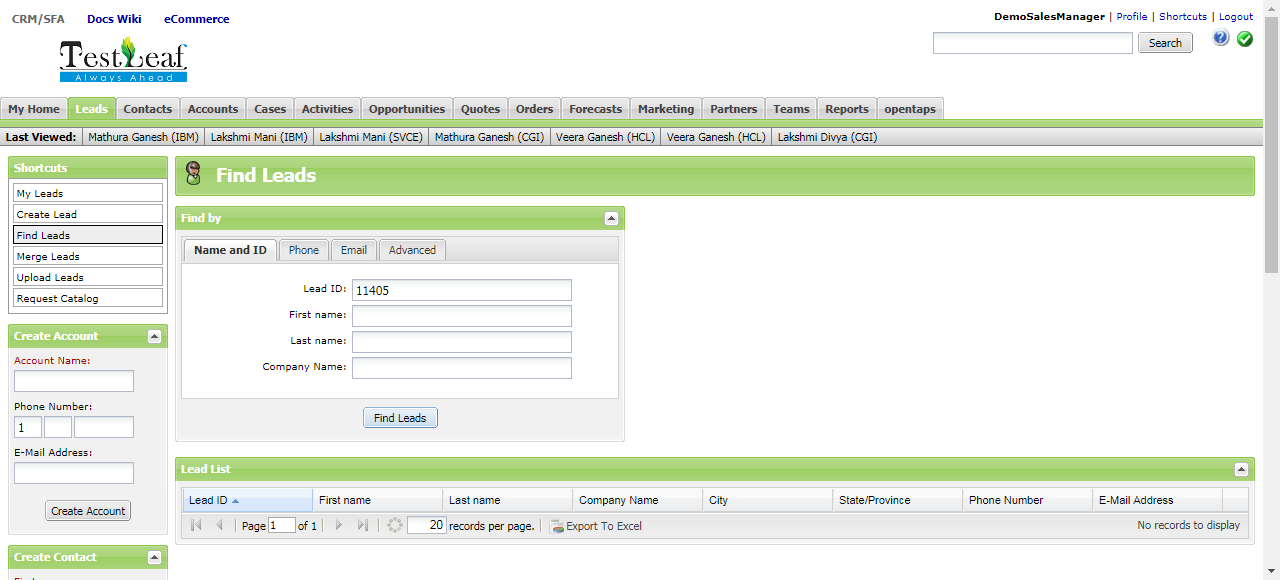 CRM/SFA Docs Wiki eCommerce
DemoSalesManager | Profile | Shortcuts | Logout
TestLeaf
Always Ahead
Search
My Home Leads Contacts Accounts Cases Activities Opportunities Quotes Orders Forecasts Marketing Partners Teams Reports opentaps
Last Viewed: Mathura Ganesh (IBM) Lakshmi Mani (IBM) Lakshmi Mani (SVCE) Mathura Ganesh (CGI) Veera Ganesh (HCL) Veera Ganesh (HCL) Lakshmi Divya (CGI)
Shortcuts
My Leads
Create Lead
Find Leads
Merge Leads
Upload Leads
Request Catalog
Create Account
Account Name:
Phone Number:
1
E-Mail Address:
Create Account
Create Contact
Find Leads
Find by
Name and ID Phone Email Advanced
Lead ID: 11405
First name:
Last name:
Company Name:
Find Leads
Lead List
Lead ID First name Last name Company Name City State/Province Phone Number E-Mail Address
Page 1 of 1 20 records per page. Export To Excel No records to display